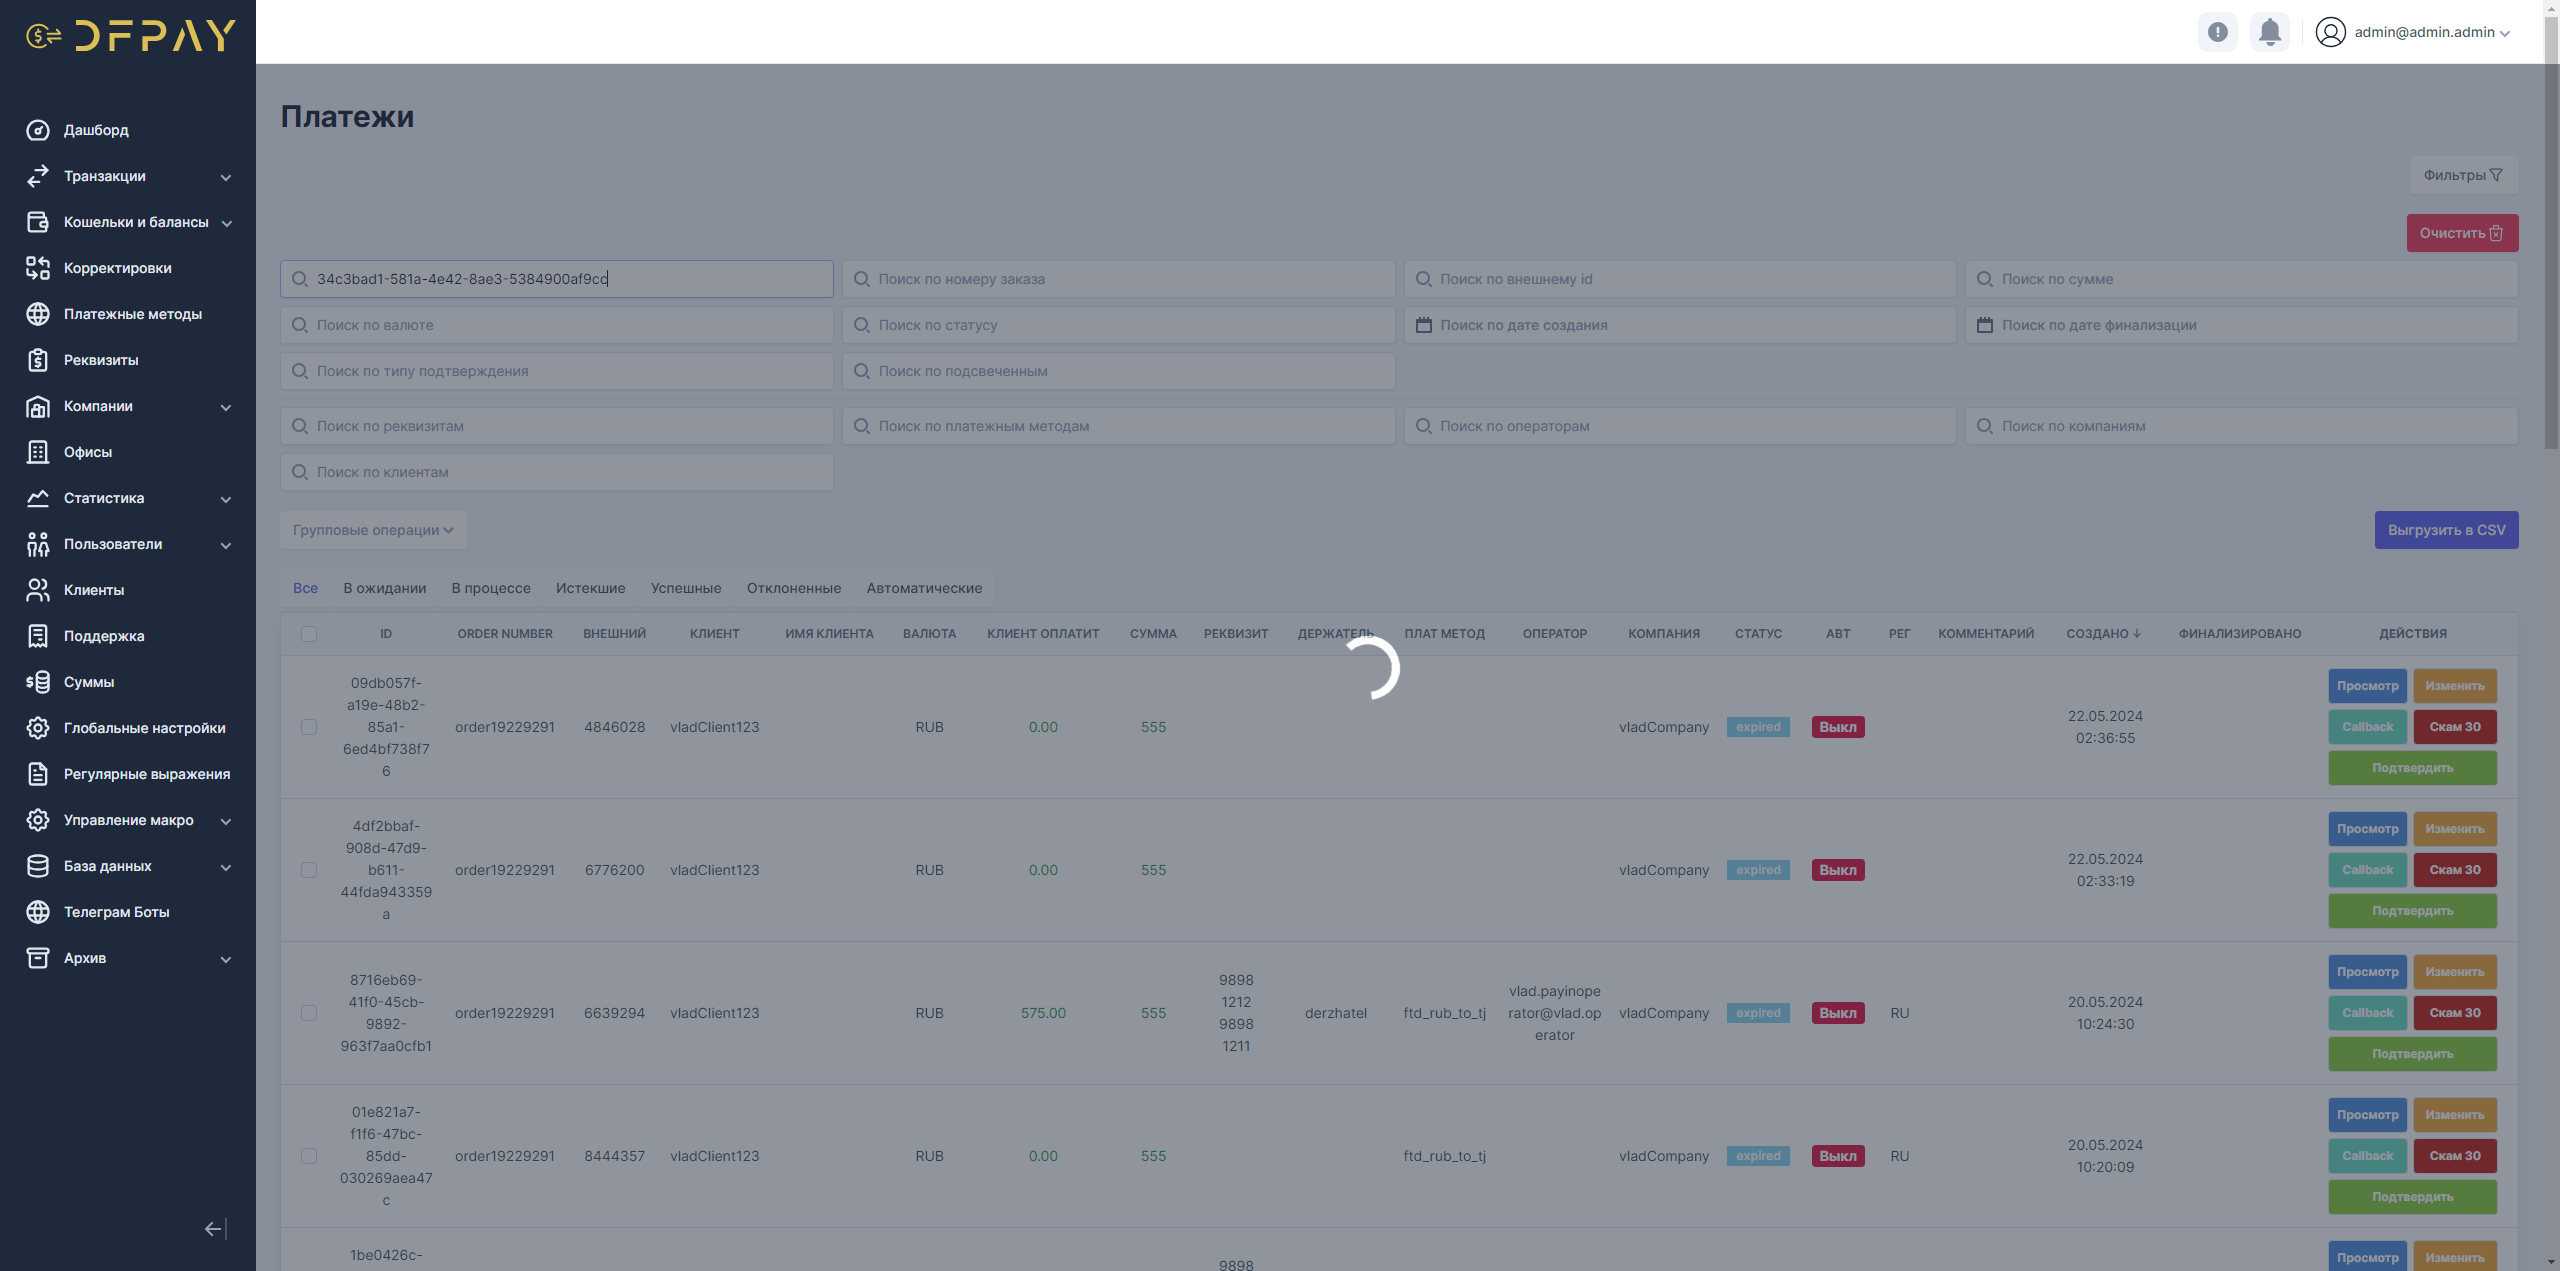 DFPAY
admin@admin.admin
Дашборд
Транзакции
Кошельки и балансы
Корректировки
Платежные методы
Реквизиты
Компании
Офисы
Статистика
Пользователи
Клиенты
Поддержка
Суммы
Глобальные настройки
Регулярные выражения
Управление макро
База данных
Телеграм Боты
Архив
Платежи
Фильтры
Очистить
34c3bad1-581a-4e42-8ae3-5384900af9cc
Поиск по номеру заказа
Поиск по внешнему id
Поиск по сумме
Поиск по валюте
Поиск по статусу
Поиск по дате создания
Поиск по дате финализации
Поиск по типу подтверждения
Поиск по подсвеченным
Поиск по реквизитам
Поиск по платежным методам
Поиск по операторам
Поиск по компаниям
Поиск по клиентам
Групповые операции
Выгрузить в CSV
Все В ожидании В процессе Истекшие Успешные Отклоненные Автоматические
ID ORDER NUMBER ВНЕШНИЙ КЛИЕНТ ИМЯ КЛИЕНТА ВАЛЮТА КЛИЕНТ ОПЛАТИТ СУММА РЕКВИЗИТ ДЕРЖАТЕЛЬ ПЛАТ МЕТОД ОПЕРАТОР КОМПАНИЯ СТАТУС АВТ РЕГ КОММЕНТАРИЙ СОЗДАНО ФИНАЛИЗИРОВАНО ДЕЙСТВИЯ
09db057f-
a19e-48b2-
85a1-
6ed4bf738f7
6
order19229291 4846028 vladClient123 RUB 0.00 555 vladCompany expired Выкл
22.05.2024
02:36:55
Просмотр Изменить
Callback Скам 30
Подтвердить
4df2bbaf-
908d-47d9-
b611-
44fda943359
a
order19229291 6776200 vladClient123 RUB 0.00 555 vladCompany expired Выкл
22.05.2024
02:33:19
Просмотр Изменить
Callback Скам 30
Подтвердить
8716eb69-
41f0-45cb-
9892-
963f7aa0cfb1
order19229291 6639294 vladClient123 RUB 575.00 555
9898
1212
9898
1211
derzhatel ftd_rub_to_tj
vlad.payinope
rator@vlad.op
erator
vladCompany expired Выкл RU
20.05.2024
10:24:30
Просмотр Изменить
Callback Скам 30
Подтвердить
01e821a7-
f1f6-47bc-
85dd-
030269aea47
c
order19229291 8444357 vladClient123 RUB 0.00 555 ftd_rub_to_tj vladCompany expired Выкл RU
20.05.2024
10:20:09
Просмотр Изменить
Callback Скам 30
Подтвердить
1be0426c-
9898
Просмотр Изменить